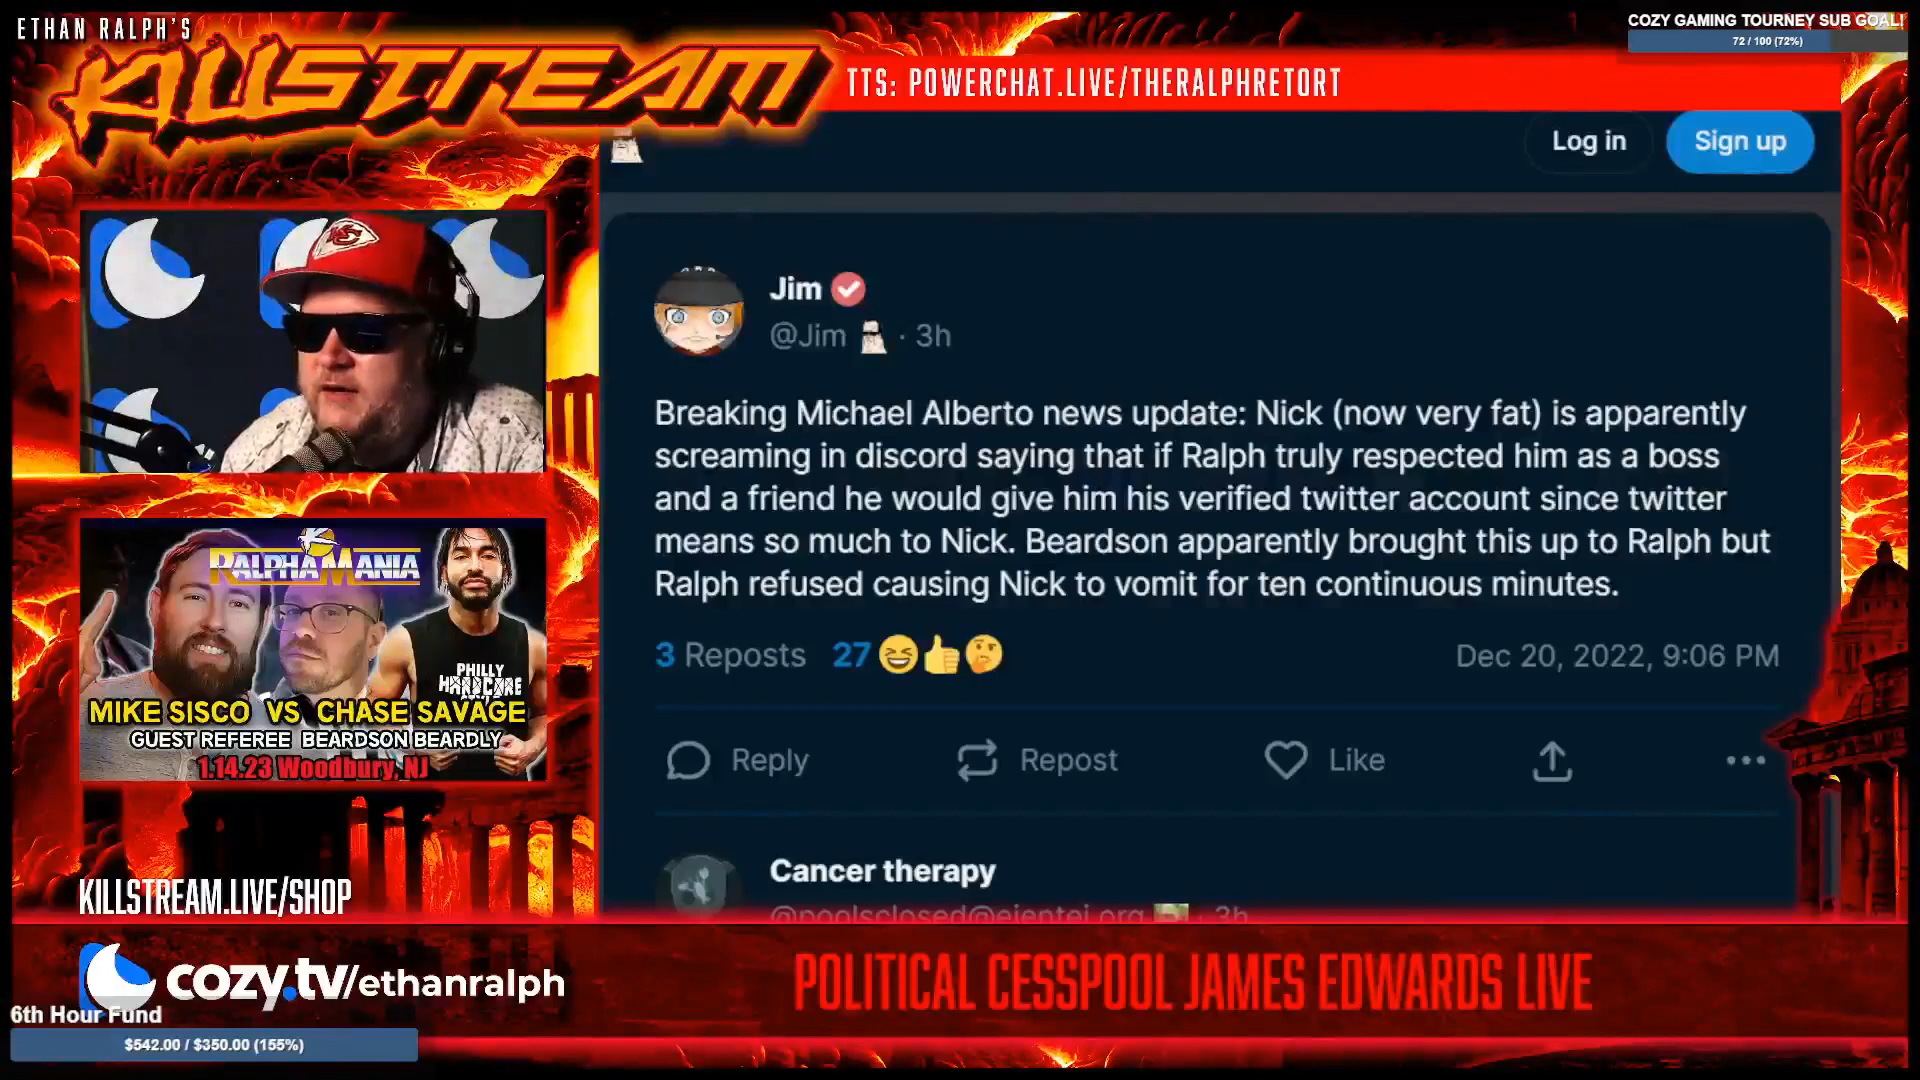 ETHAN RALPH'S
KILLSTREAM
TTS: POWERCHAT.LIVE/THERALPHRETORT
COZY GAMING TOURNEY SUB GOAL!
72 / 100 (72%)
Log in
Sign up
Jim
@Jim · 3h
Breaking Michael Alberto news update: Nick (now very fat) is apparently
screaming in discord saying that if Ralph truly respected him as a boss
and a friend he would give him his verified twitter account since twitter
means so much to Nick. Beardson apparently brought this up to Ralph but
Ralph refused causing Nick to vomit for ten continuous minutes.
3 Reposts 27 😆👍🤔 Dec 20, 2022, 9:06 PM
Reply
Repost
Like
Cancer therapy
@poolsclosed@eientei.org · 3h
RALPHAMANIA
PHILLY
HARDCORE
MIKE SISCO VS CHASE SAVAGE
GUEST REFEREE BEARDSON BEARDLY
1.14.23 Woodbury, NJ
KILLSTREAM.LIVE/SHOP
cozy.tv/ethanralph
6th Hour Fund
$542.00 / $350.00 (155%)
POLITICAL CESSPOOL JAMES EDWARDS LIVE